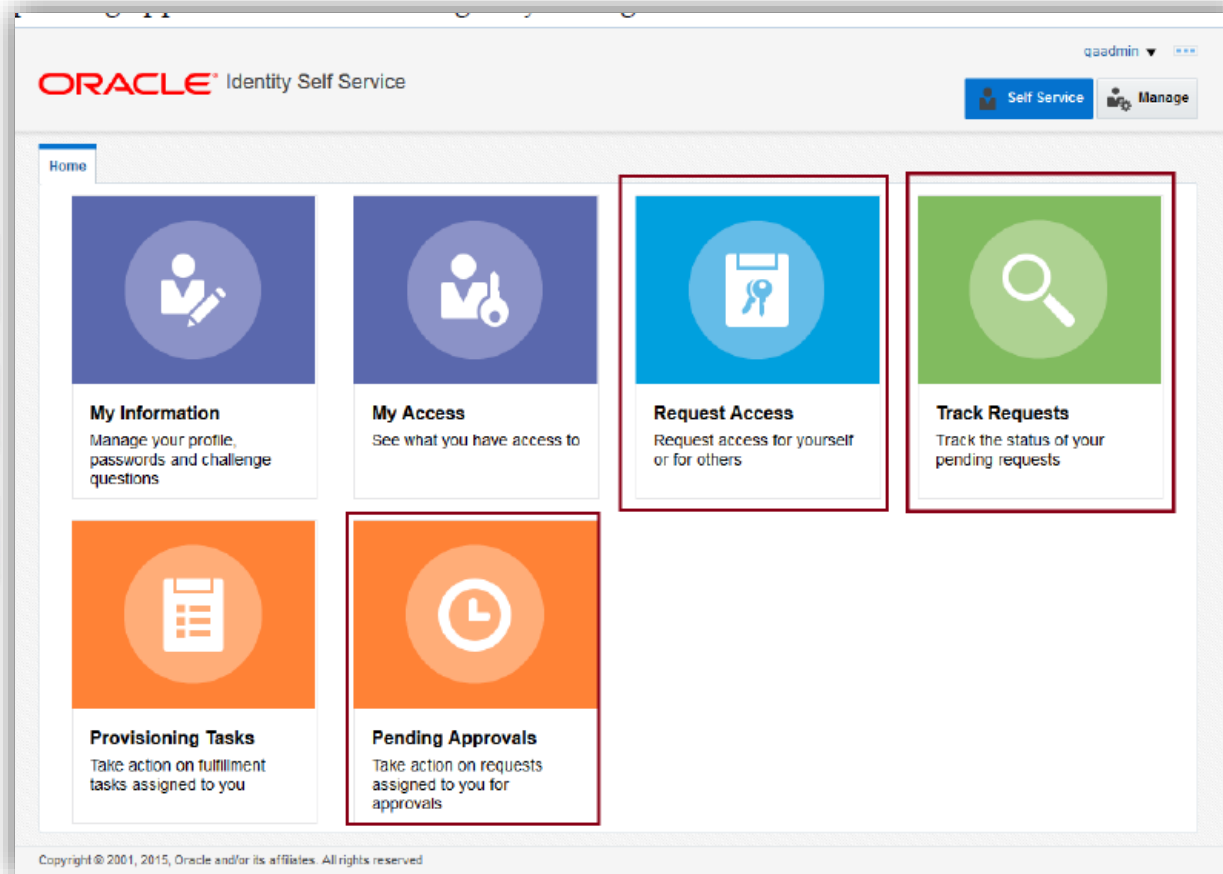 qaadmin
ORACLE® Identity Self Service
Self Service
Manage
Home
My Information
Manage your profile,
passwords and challenge
questions
My Access
See what you have access to
Request Access
Request access for yourself
or for others
Track Requests
Track the status of your
pending requests
Provisioning Tasks
Take action on fulfillment
tasks assigned to you
Pending Approvals
Take action on requests
assigned to you for
approvals
Copyright © 2001, 2015, Oracle and/or its affiliates. All rights reserved